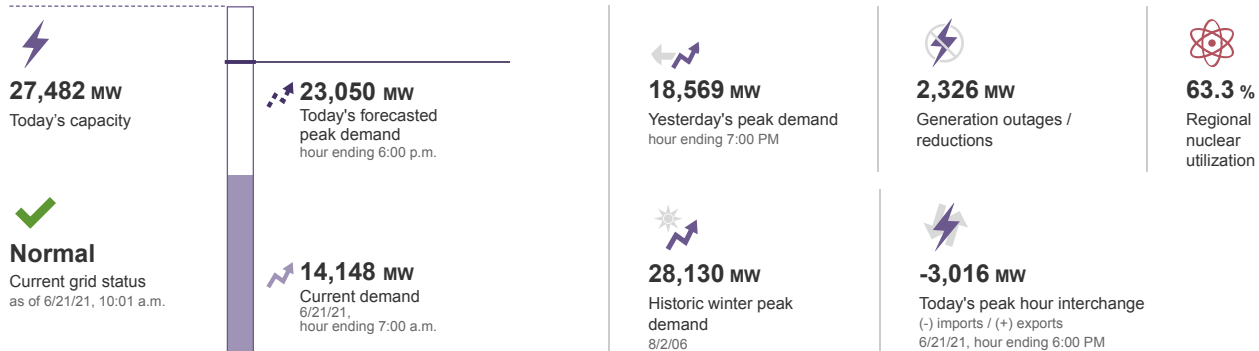 27,482 MW
Today's capacity
Normal
Current grid status
as of 6/21/21, 10:01 a.m.
23,050 MW
Today's forecasted
peak demand
hour ending 6:00 p.m.
14,148 MW
Current demand
6/21/21,
hour ending 7:00 a.m.
18,569 MW
Yesterday's peak demand
hour ending 7:00 PM
2,326 MW
Generation outages /
reductions
63.3 %
Regional
nuclear
utilization
28,130 MW
Historic winter peak
demand
8/2/06
-3,016 MW
Today's peak hour interchange
(-) imports / (+) exports
6/21/21, hour ending 6:00 PM